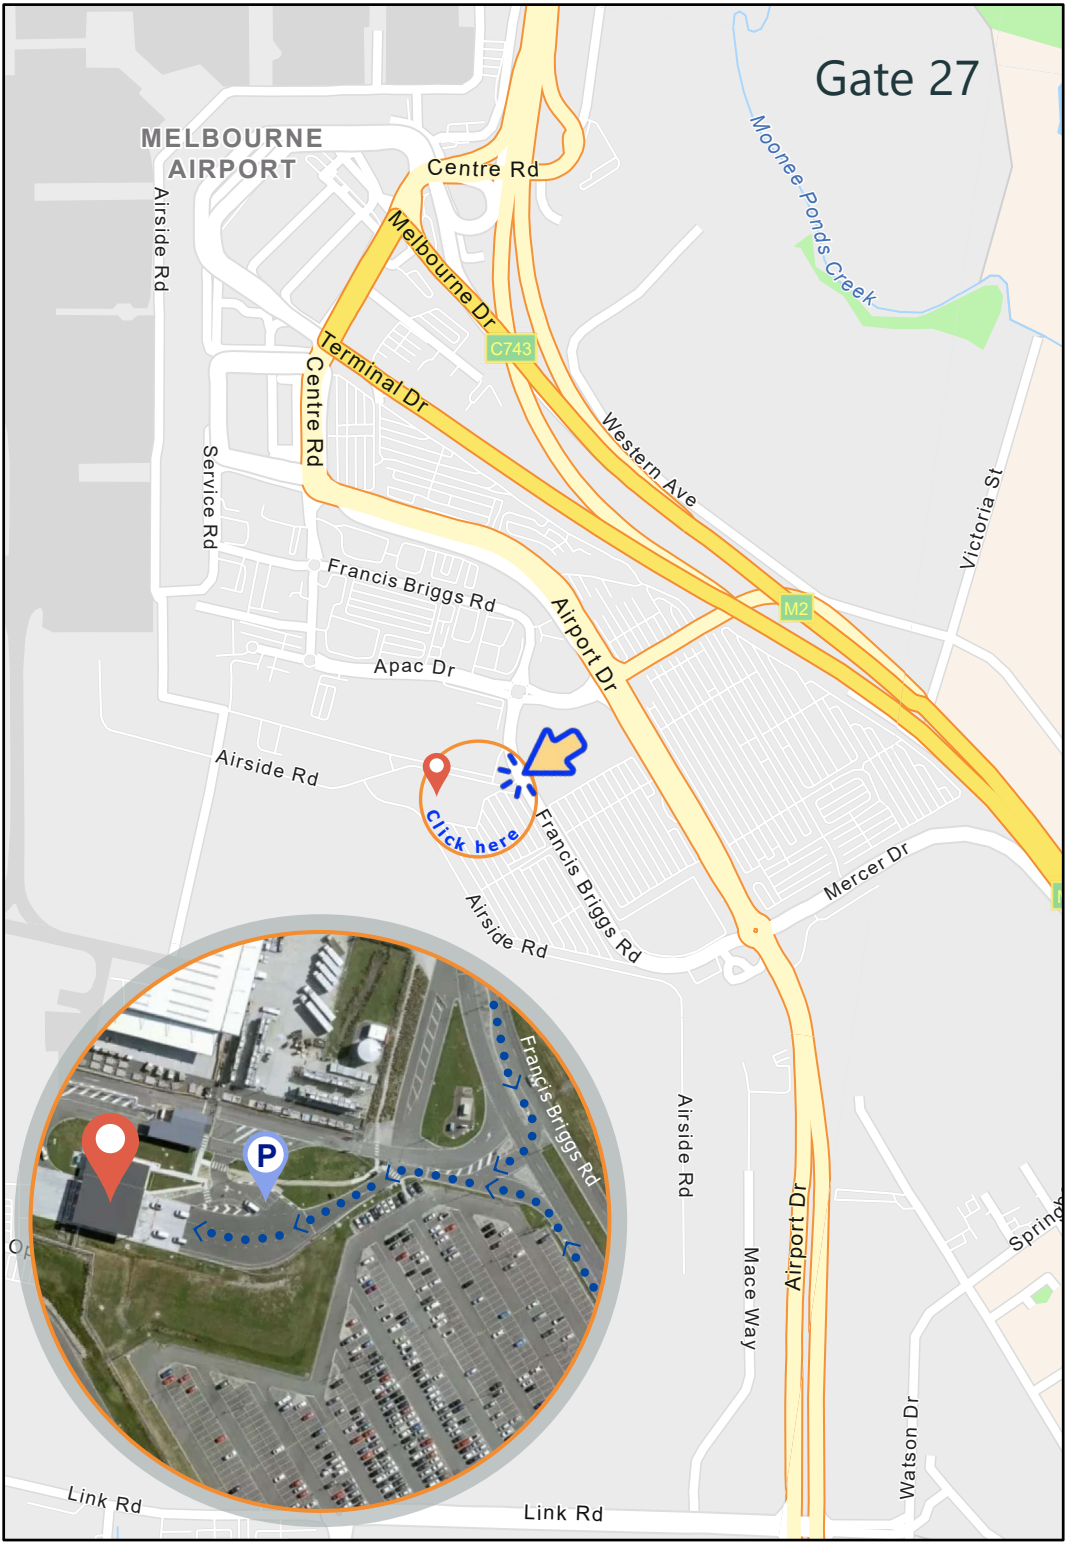 Gate 27
MELBOURNE
AIRPORT
Centre Rd
Moonee Ponds Creek
Airside Rd
Melbourne Dr
C743
Terminal Dr
Centre Rd
Western Ave
Service Rd
Victoria St
Francis Briggs Rd
Airport Dr
M2
Apac Dr
Airside Rd
Click here
Francis Briggs Rd
Mercer Dr
Airside Rd
Francis Briggs Rd
P
Airside Rd
Airport Dr
Mace Way
Watson Dr
Link Rd
Link Rd